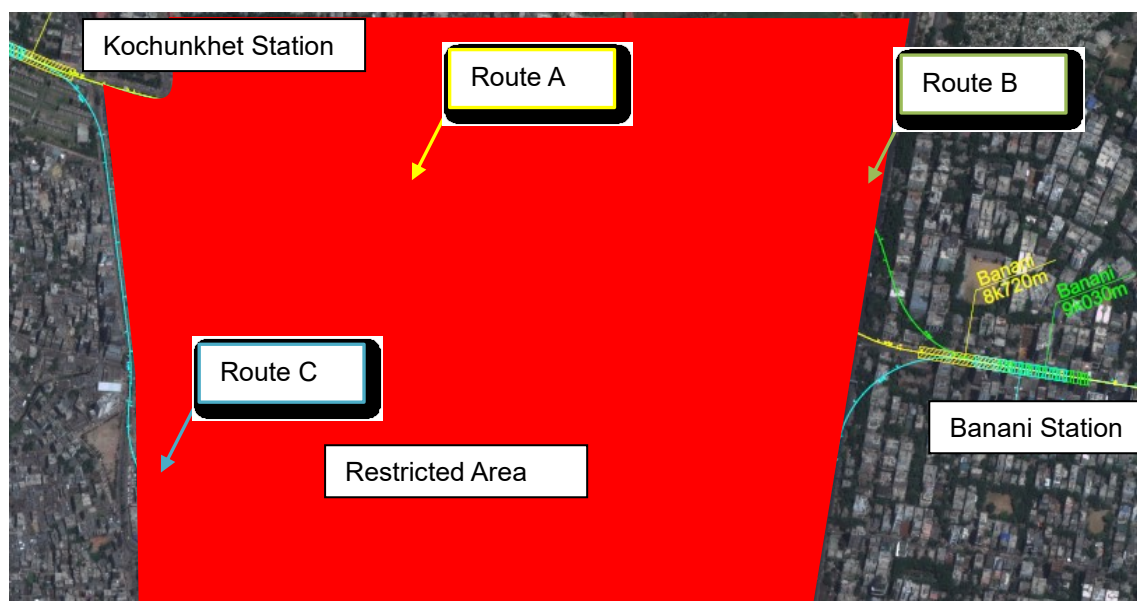 Kochunkhet Station
Route A
Route B
Banani
8k720m
Banani
9k030m
Route C
Banani Station
Restricted Area